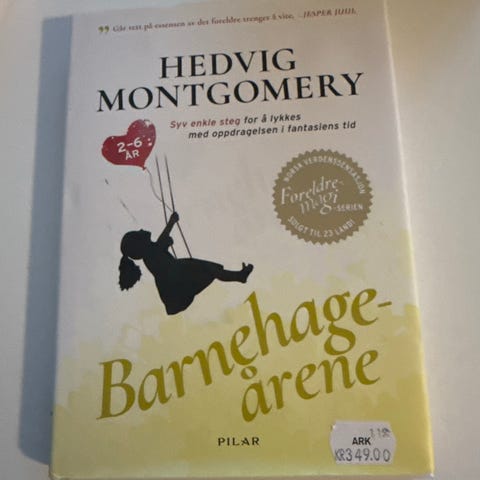 Går rett på essensen av det foreldre trenger å vite, –JESPER JUUL
HEDVIG
MONTGOMERY
Syv enkle steg for å lykkes
med oppdragelsen i fantasiens tid
2–6
ÅR
NORSK VERDENSSENSASJON
Foreldre-
magi
-SERIEN
SOLGT TIL 23 LAND!
Barnehage-
årene
PILAR
ARK
KR349.00